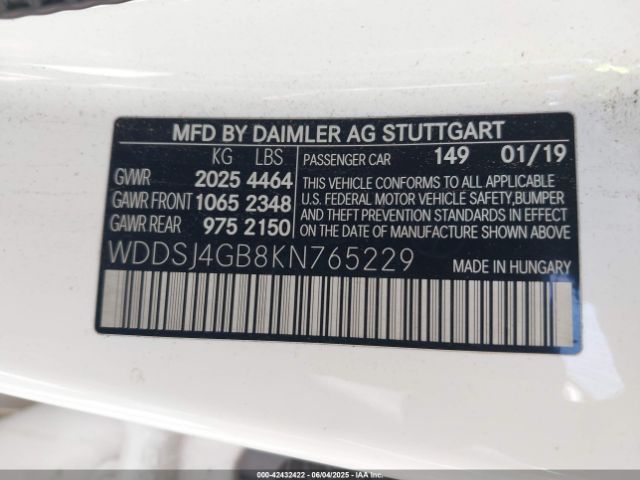 MFD BY DAIMLER AG STUTTGART
KG LBS PASSENGER CAR 149 01/19
GVWR 2025 4464
GAWR FRONT 1065 2348
GAWR REAR 975 2150
THIS VEHICLE CONFORMS TO ALL APPLICABLE
U.S. FEDERAL MOTOR VEHICLE SAFETY,BUMPER
AND THEFT PREVENTION STANDARDS IN EFFECT
ON THE DATE OF MANUFACTURE SHOWN ABOVE.
WDDSJ4GB8KN765229 MADE IN HUNGARY
000-42432422 | 06/04/2025 | IAAI.COM